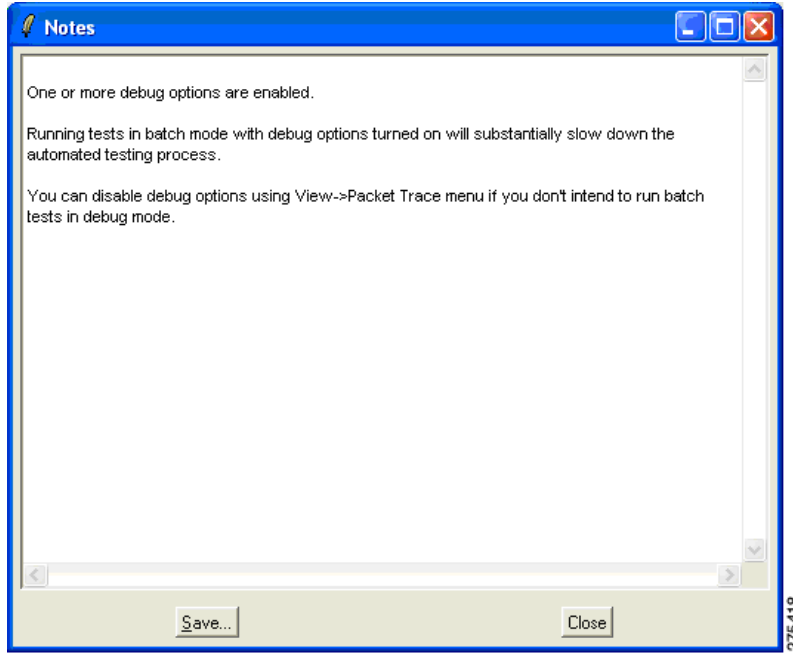 Notes
One or more debug options are enabled.
Running tests in batch mode with debug options turned on will substantially slow down the
automated testing process.
You can disable debug options using View->Packet Trace menu if you don't intend to run batch
tests in debug mode.
Save...
Close
275418